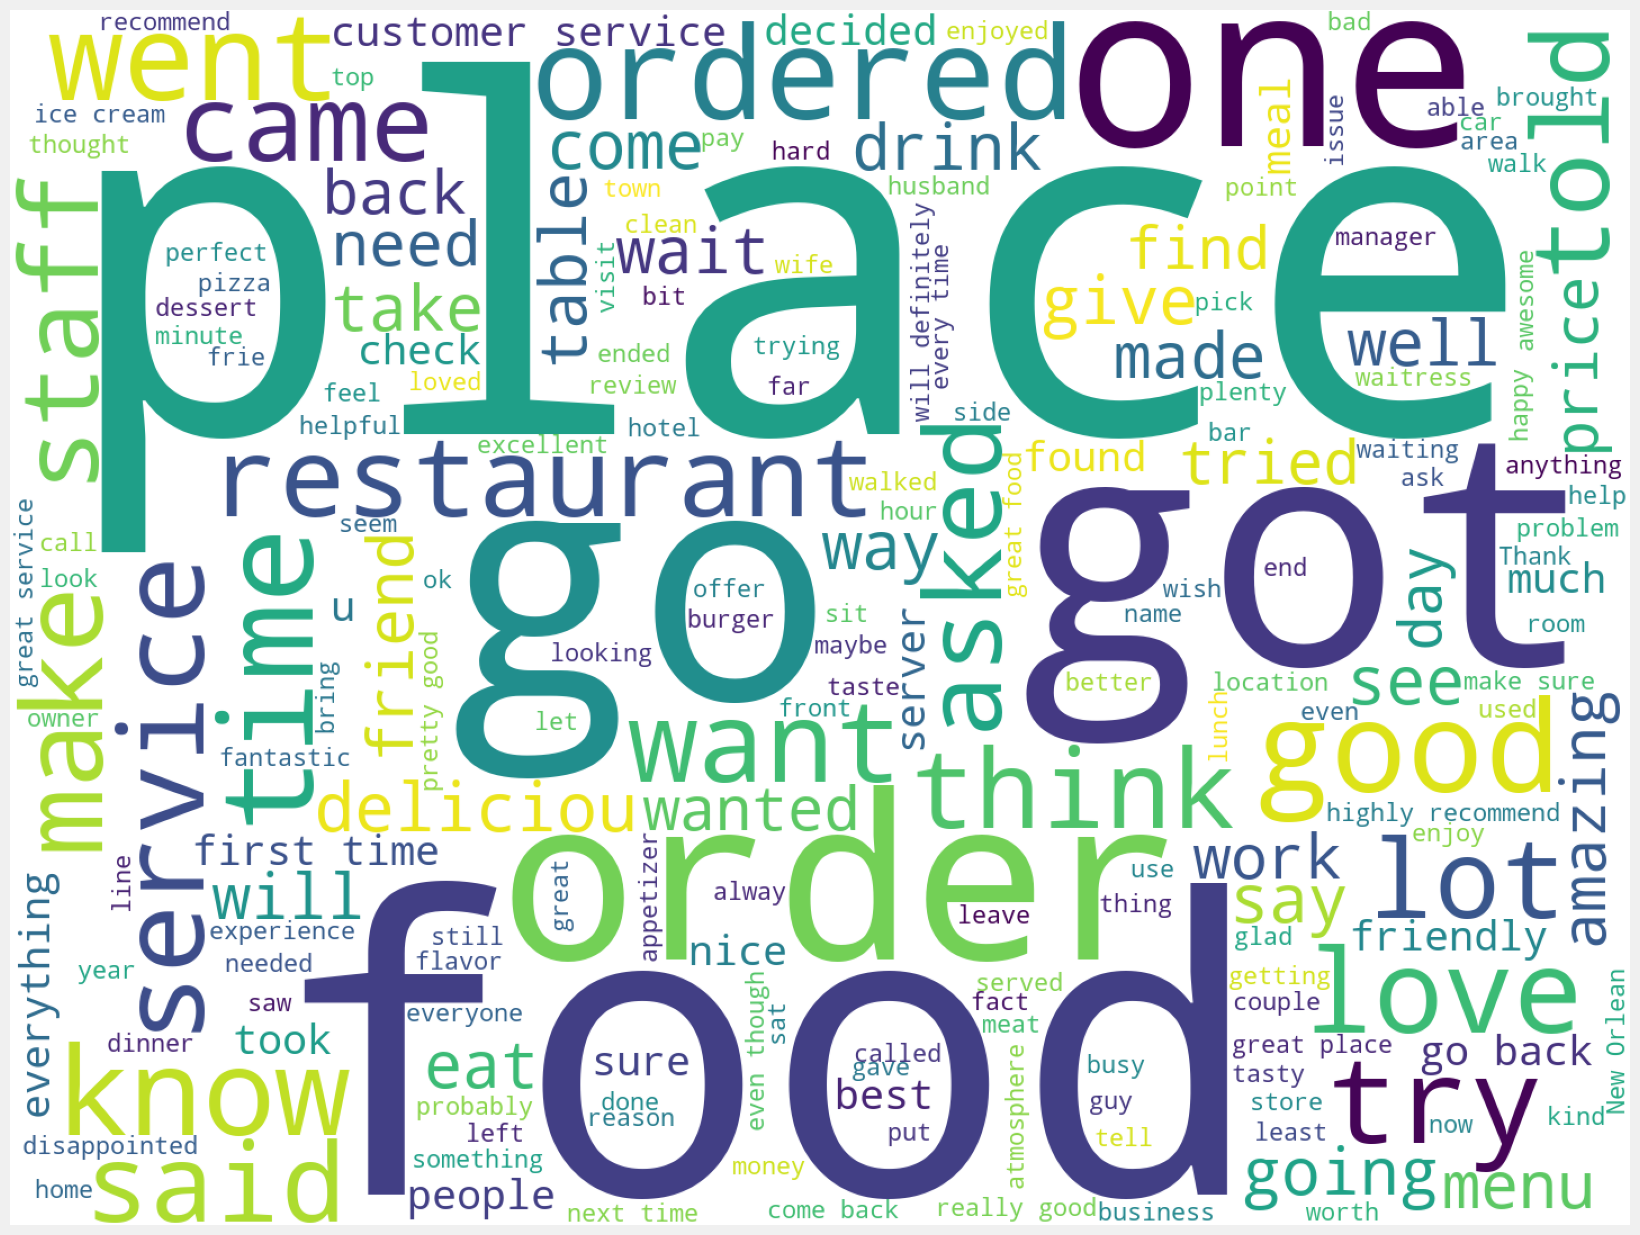 recommend
went
customer service
decided
enjoyed
one
bad
top
ordered
told
ice cream
came
come
pay
hard
drink
meal
issue
able
brought
car
area
walk
thought
place
staff
back
town
husband
point
perfect
pizza
dessert
minute
frie
need
take
check
table
clean
visit
wait
wife
bit
will definitely
every time
find
give
pick
manager
price
happy
awesome
made
well
feel
loved
ended
review
trying
far
plenty
waitress
helpful
excellent
hotel
side
bar
restaurant
walked
hour
asked
great food
found
tried
waiting
ask
anything
help
problem
great service
call
look
seem
go
got
way
end
Thank
much
service
time
u
friend
ok
offer
burger
sit
maybe
wish
name
day
room
make
looking
taste
server
better
location
see
make sure
owner
bring
pretty good
let
front
lunch
even
used
fantastic
want
think
good
amazing
deliciou
wanted
highly recommend
enjoy
first time
order
line
great
appetizer
use
work
lot
everything
will
alway
leave
thing
say
experience
still
nice
glad
friendly
year
needed
flavor
food
served
getting
love
saw
everyone
even though
sat
fact
couple
New Orlean
dinner
took
meat
great place
go back
know
eat
sure
called
gave
best
busy
tasty
try
probably
done
reason
guy
atmosphere
store
kind
disappointed
left
put
tell
least
now
something
money
home
said
people
going
menu
next time
come back
really good
business
worth